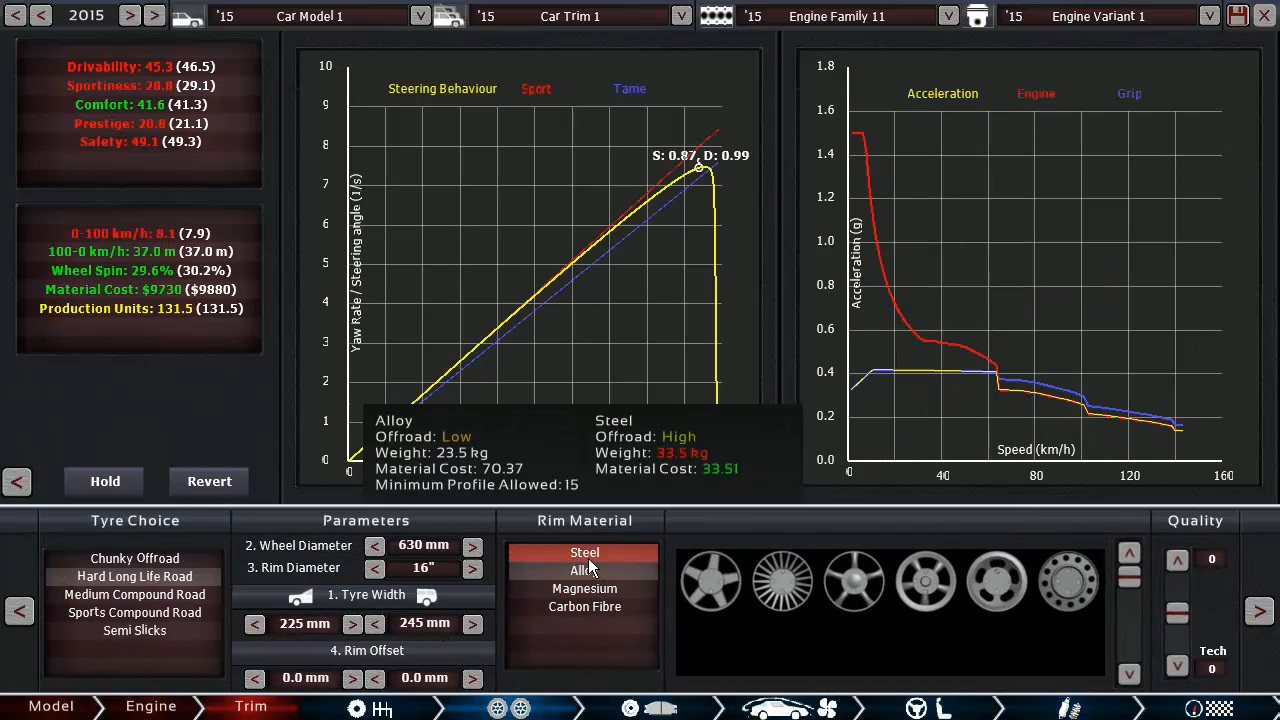 2015
'15 Car Model 1
'15 Car Trim 1
'15 Engine Family 11
'15 Engine Variant 1
Drivability: 45.3 (46.5)
Sportiness: 28.8 (29.1)
Comfort: 41.6 (41.3)
Prestige: 20.8 (21.1)
Safety: 49.1 (49.3)
0-100 km/h: 8.1 (7.9)
100-0 km/h: 37.0 m (37.0 m)
Wheel Spin: 29.6% (30.2%)
Material Cost: $9730 ($9880)
Production Units: 131.5 (131.5)
Hold
Revert
10
9
8
7
6
5
4
3
2
1
0
0
Steering Behaviour
Sport
Tame
S: 0.87, D: 0.99
Yaw Rate / Steering angle (1/s)
1.8
1.6
1.4
1.2
1.0
0.8
0.6
0.4
0.2
0.0
Acceleration
Engine
Grip
Acceleration (g)
Speed (km/h)
0
40
80
120
160
Alloy
Offroad: Low
Weight: 23.5 kg
Material Cost: 70.37
Minimum Profile Allowed: 15
Steel
Offroad: High
Weight: 33.5 kg
Material Cost: 33.51
Tyre Choice
Chunky Offroad
Hard Long Life Road
Medium Compound Road
Sports Compound Road
Semi Slicks
Parameters
2. Wheel Diameter
630 mm
3. Rim Diameter
16"
1. Tyre Width
225 mm
245 mm
4. Rim Offset
0.0 mm
0.0 mm
Rim Material
Steel
Magnesium
Carbon Fibre
Quality
0
Tech
0
Model
Engine
Trim